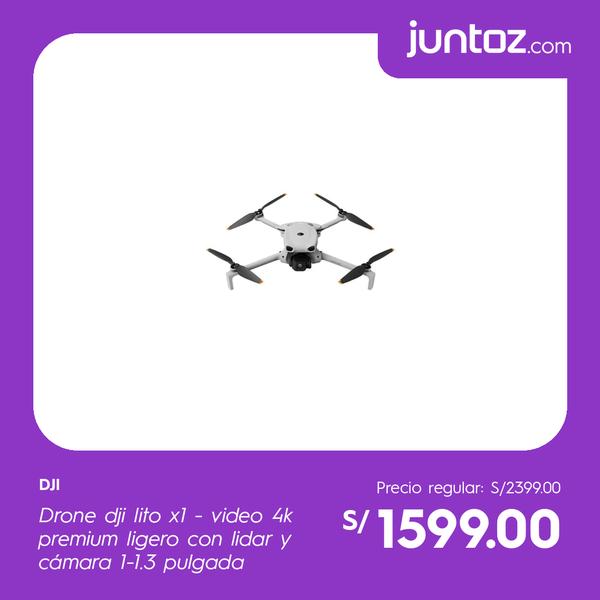 juntoz.com
DJI
Drone dji lito x1 - video 4k
premium ligero con lidar y
cámara 1-1.3 pulgada
Precio regular: S/2399.00
S/1599.00